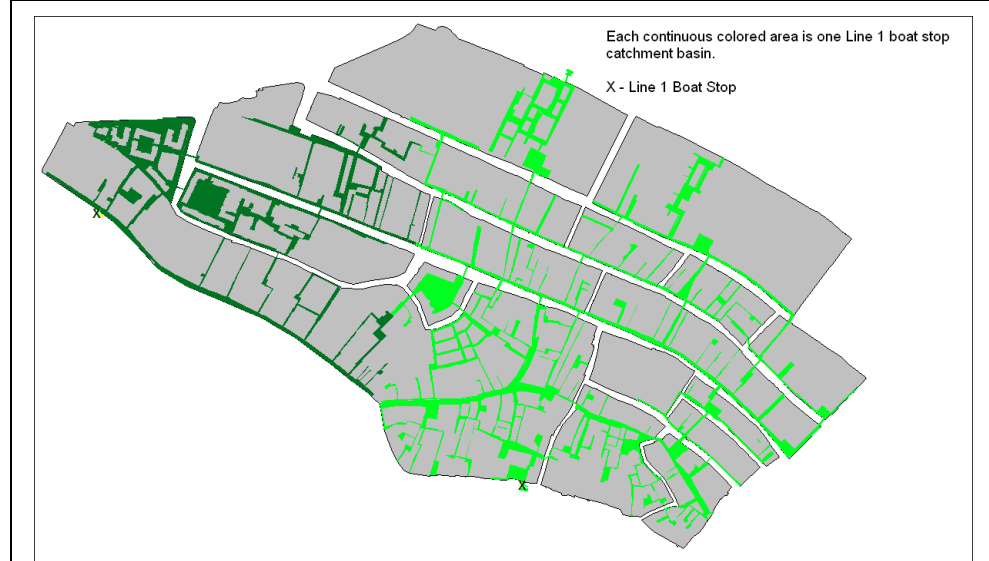 Each continuous colored area is one Line 1 boat stop
catchment basin.
X - Line 1 Boat Stop
X
X